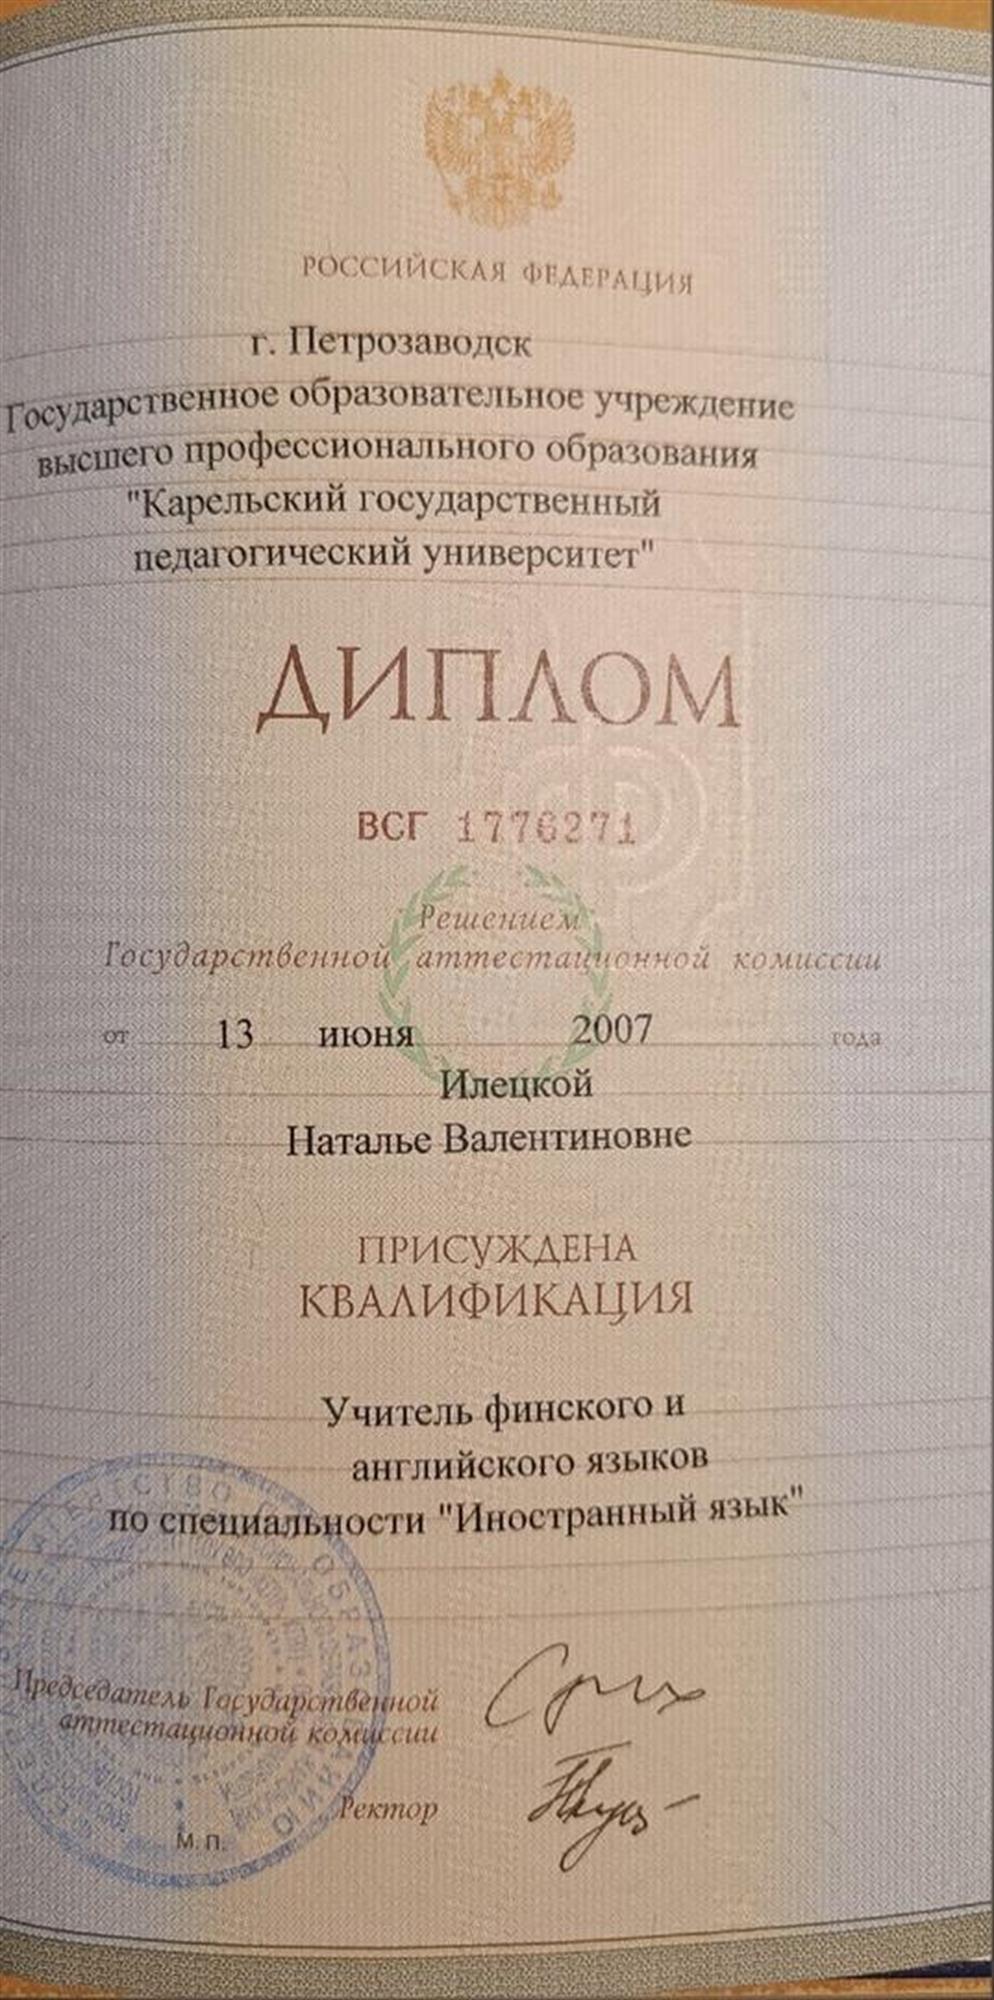 РОССИЙСКАЯ ФЕДЕРАЦИЯ
г. Петрозаводск
Государственное образовательное учреждение
высшего профессионального образования
"Карельский государственный
педагогический университет"
ДИПЛОМ
ВСГ 1776271
Решением
Государственной аттестационной комиссии
от 13 июня 2007 года
Илецкой
Наталье Валентиновне
ПРИСУЖДЕНА
КВАЛИФИКАЦИЯ
Учитель финского и
английского языков
по специальности "Иностранный язык"
Председатель Государственной
аттестационной комиссии
Ректор
М. П.